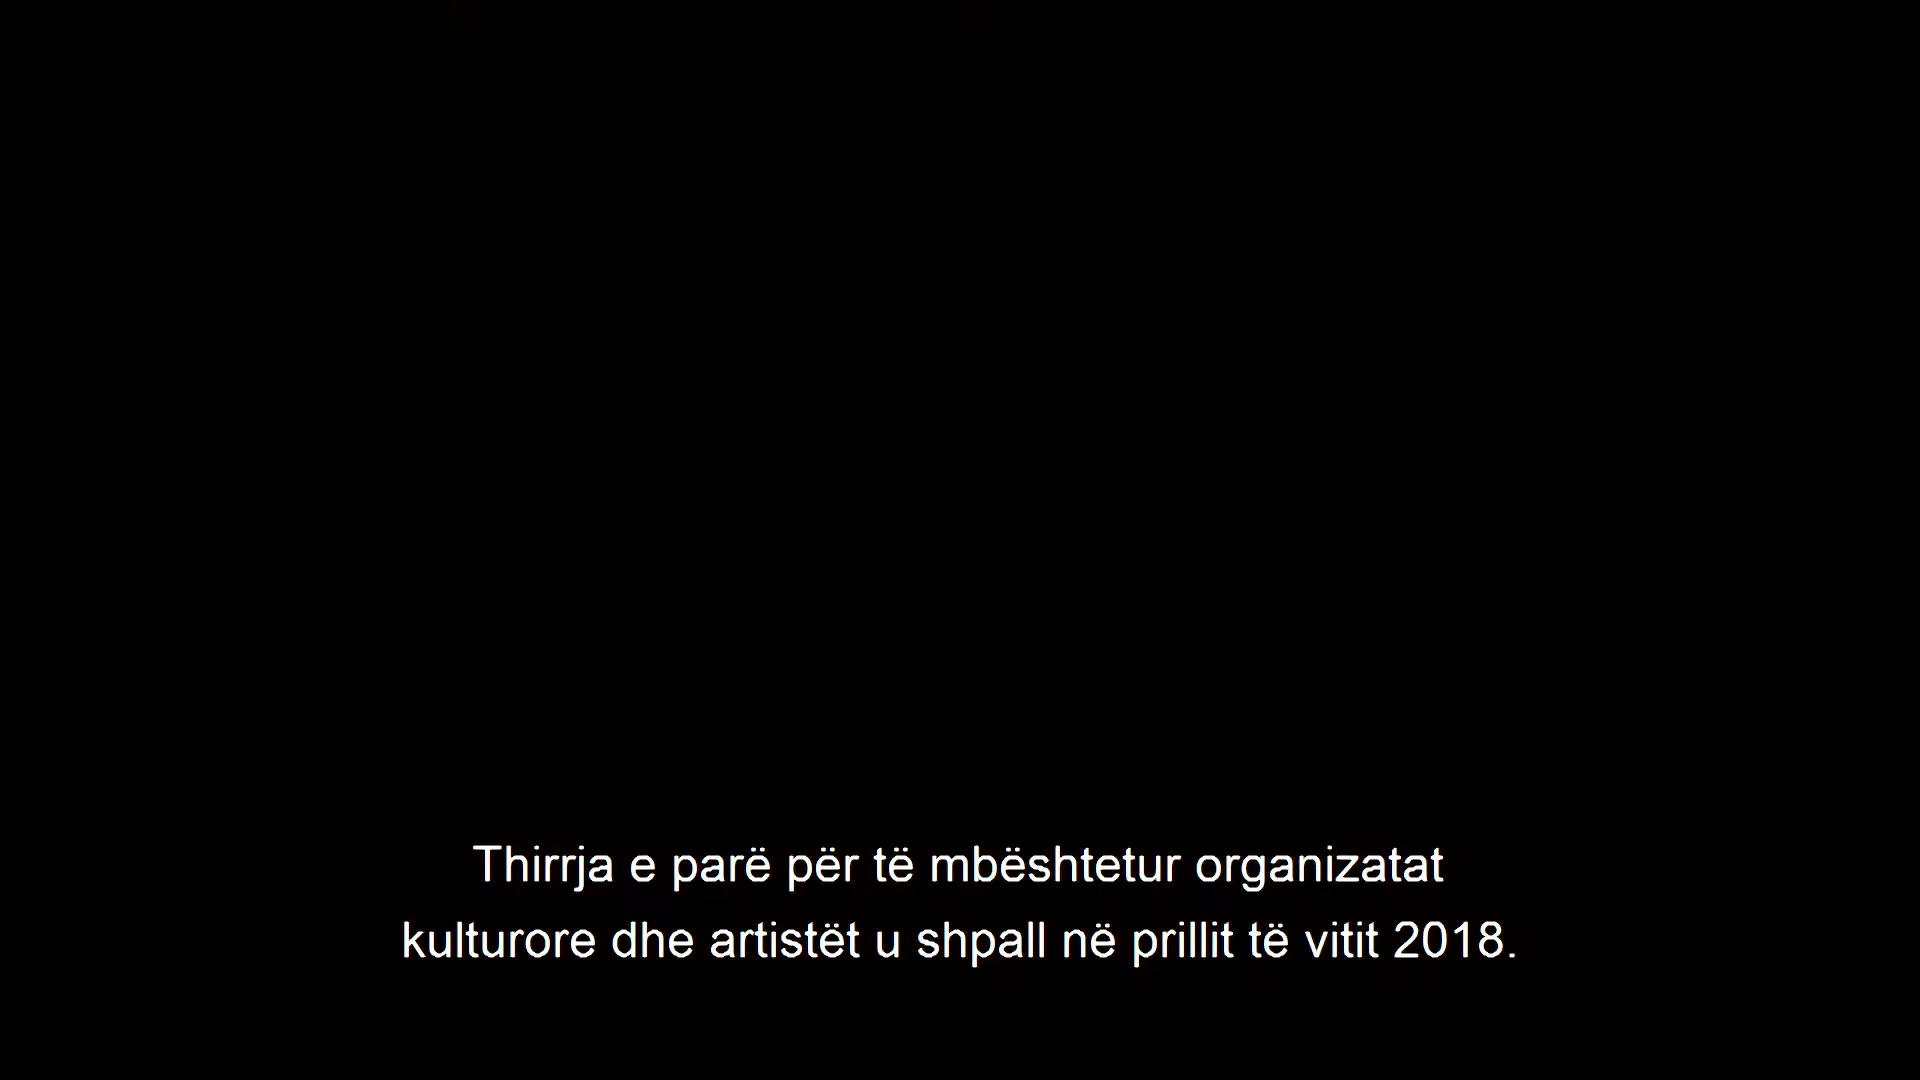 Thirrja e parë për të mbështetur organizatat
kulturore dhe artistët u shpall në prillit të vitit 2018.